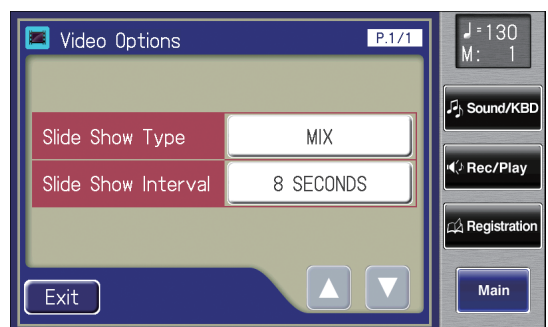 Video Options
P.1/1
♩=130
M: 1
Sound/KBD
Slide Show Type
MIX
Rec/Play
Slide Show Interval
8 SECONDS
Registration
Exit
Main